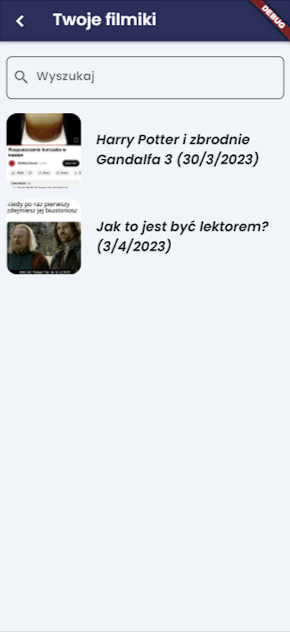 Twoje filmiki
DEBUG
Wyszukaj
Rozpuszczanie kurczaka w
kwasie
Harry Potter i zbrodnie
Gandalfa 3 (30/3/2023)
kiedy po raz pierwszy
zdejmiesz jej biustonosz
Jak to jest być lektorem?
(3/4/2023)